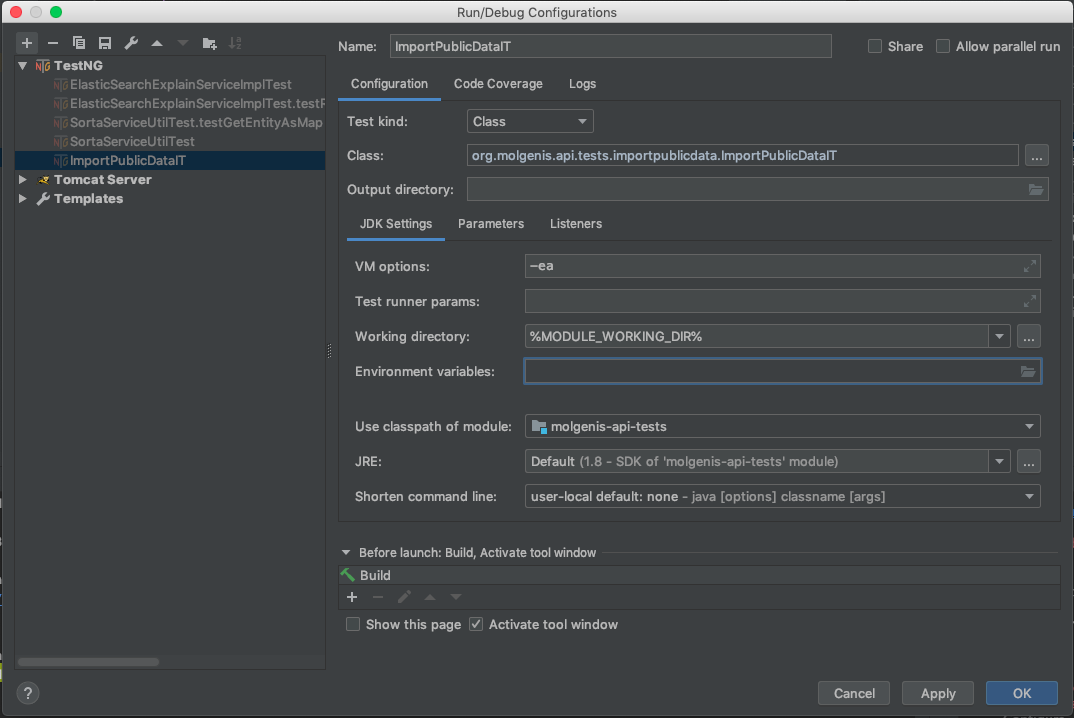 Run/Debug Configurations
TestNG
ElasticSearchExplainServiceImplTest
ElasticSearchExplainServiceImplTest.testF
SortaServiceUtilTest.testGetEntityAsMap
SortaServiceUtilTest
ImportPublicDataIT
Tomcat Server
Templates
Name: ImportPublicDataIT Share Allow parallel run
Configuration Code Coverage Logs
Test kind: Class
Class: org.molgenis.api.tests.importpublicdata.ImportPublicDataIT ...
Output directory:
JDK Settings Parameters Listeners
VM options: -ea
Test runner params:
Working directory: %MODULE_WORKING_DIR% ...
Environment variables:
Use classpath of module: molgenis-api-tests
JRE: Default (1.8 - SDK of 'molgenis-api-tests' module) ...
Shorten command line: user-local default: none - java [options] classname [args]
Before launch: Build, Activate tool window
Build
Show this page Activate tool window
? Cancel Apply OK